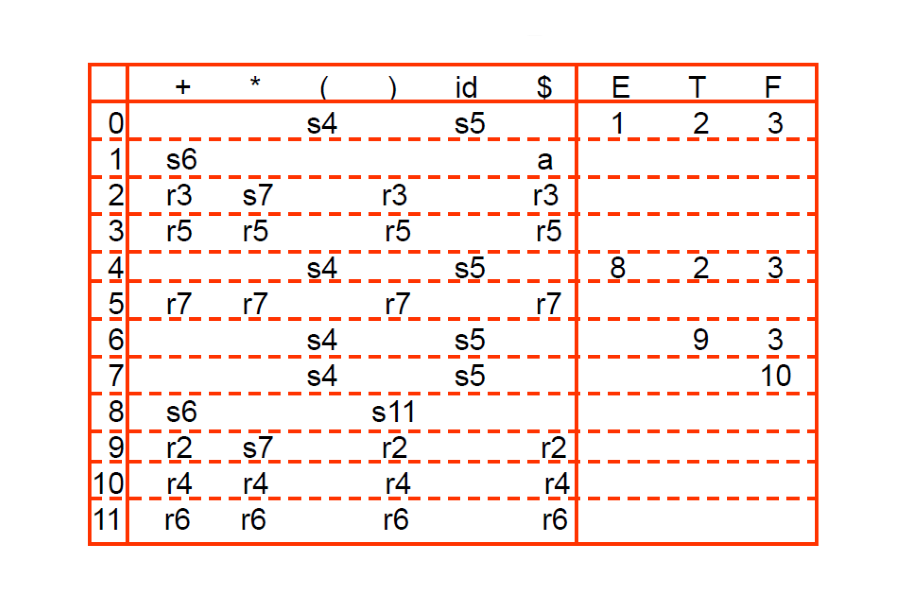 + * ( ) id $ E T F
0 s4 s5 1 2 3
1 s6 a
2 r3 s7 r3 r3
3 r5 r5 r5 r5
4 s4 s5 8 2 3
5 r7 r7 r7 r7
6 s4 s5 9 3
7 s4 s5 10
8 s6 s11
9 r2 s7 r2 r2
10 r4 r4 r4 r4
11 r6 r6 r6 r6